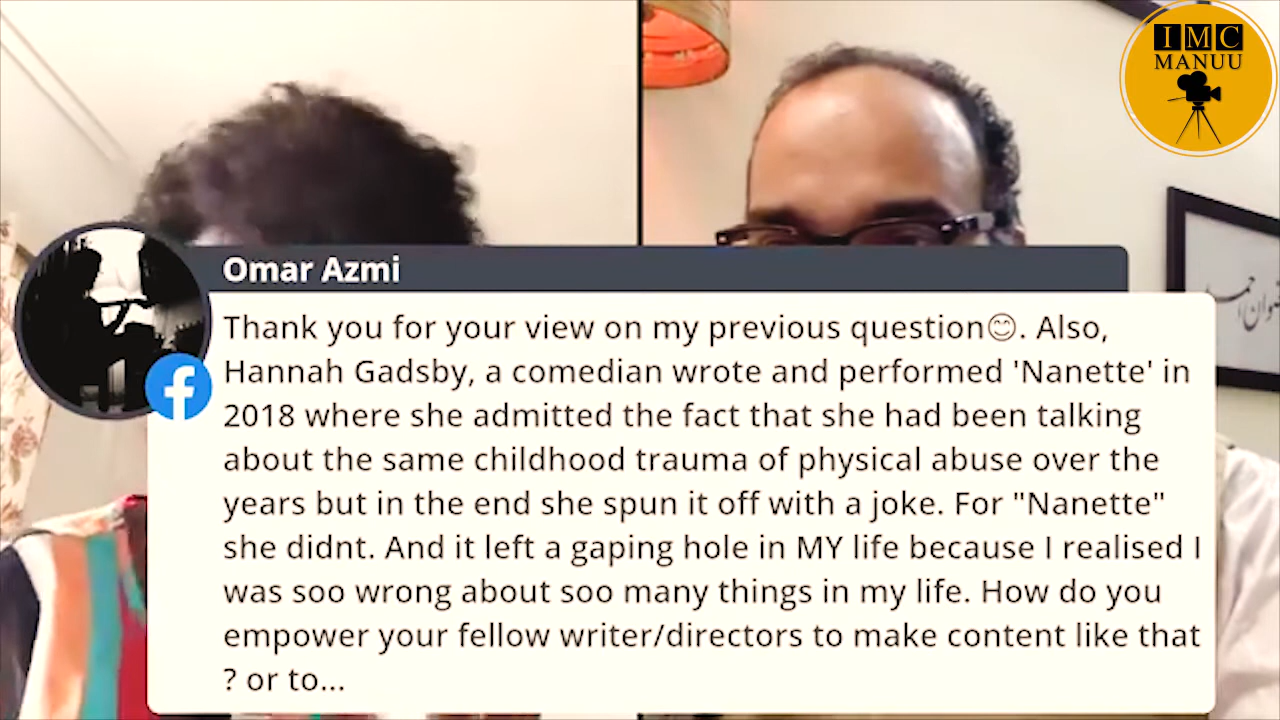 IMC
MANUU
Omar Azmi
Thank you for your view on my previous question😊. Also,
Hannah Gadsby, a comedian wrote and performed 'Nanette' in
2018 where she admitted the fact that she had been talking
about the same childhood trauma of physical abuse over the
years but in the end she spun it off with a joke. For "Nanette"
she didnt. And it left a gaping hole in MY life because I realised I
was soo wrong about soo many things in my life. How do you
empower your fellow writer/directors to make content like that
? or to...